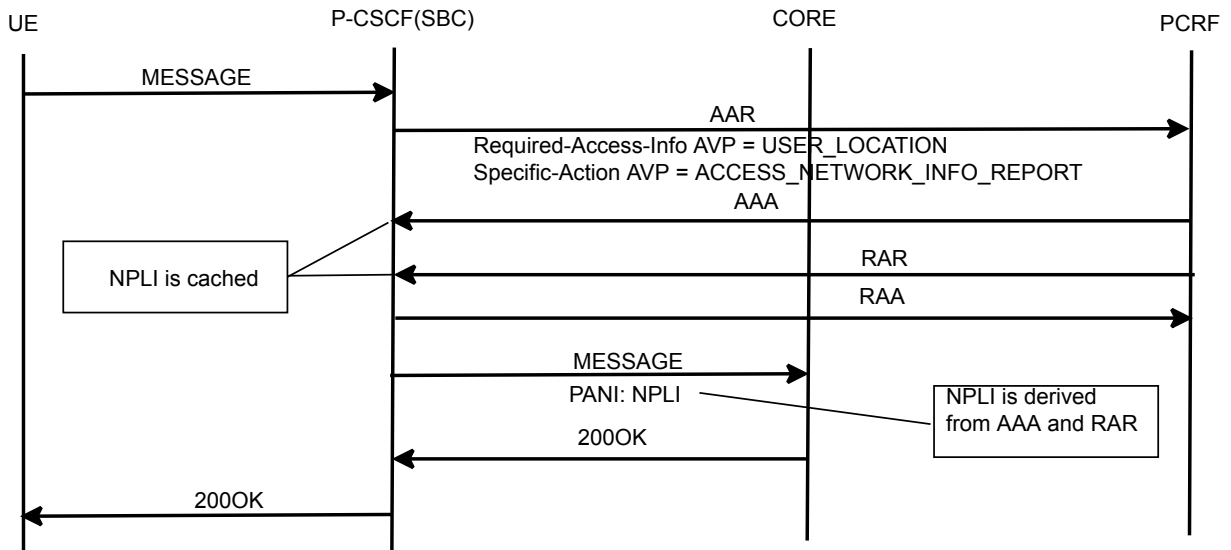 UE
P-CSCF(SBC)
CORE
PCRF
MESSAGE
AAR
Required-Access-Info AVP = USER_LOCATION
Specific-Action AVP = ACCESS_NETWORK_INFO_REPORT
AAA
NPLI is cached
RAR
RAA
MESSAGE
PANI: NPLI
NPLI is derived
from AAA and RAR
200OK
200OK